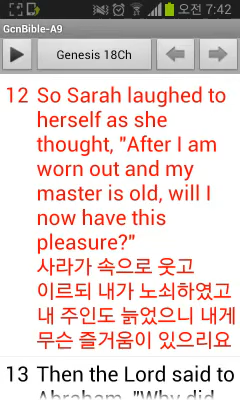 오전 7:42
GcnBible-A9
Genesis 18Ch
12 So Sarah laughed to
herself as she
thought, "After I am
worn out and my
master is old, will I
now have this
pleasure?"
사라가 속으로 웃고
이르되 내가 노쇠하였고
내 주인도 늙었으니 내게
무슨 즐거움이 있으리요
13 Then the Lord said to
Abraham, "Why did